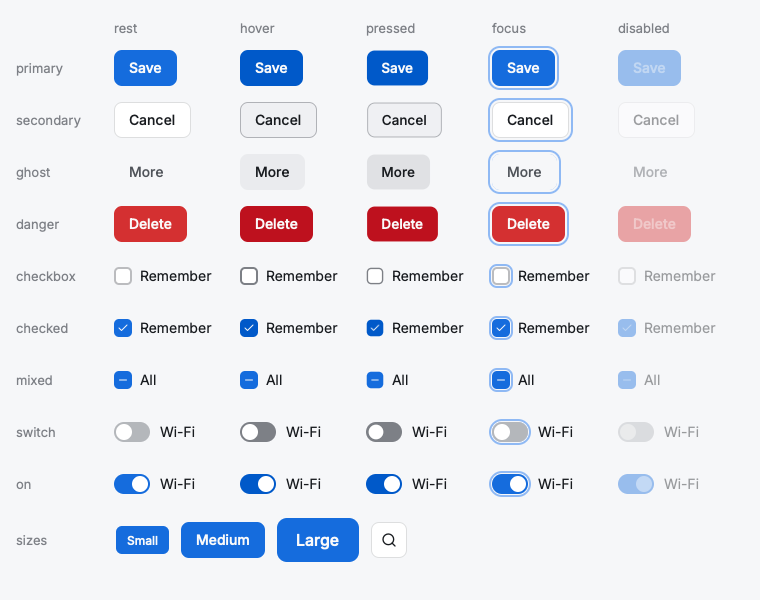 rest hover pressed focus disabled
primary Save Save Save Save Save
secondary Cancel Cancel Cancel Cancel Cancel
ghost More More More More More
danger Delete Delete Delete Delete Delete
checkbox Remember Remember Remember Remember Remember
checked Remember Remember Remember Remember Remember
mixed All All All All All
switch Wi-Fi Wi-Fi Wi-Fi Wi-Fi Wi-Fi
on Wi-Fi Wi-Fi Wi-Fi Wi-Fi Wi-Fi
sizes Small Medium Large